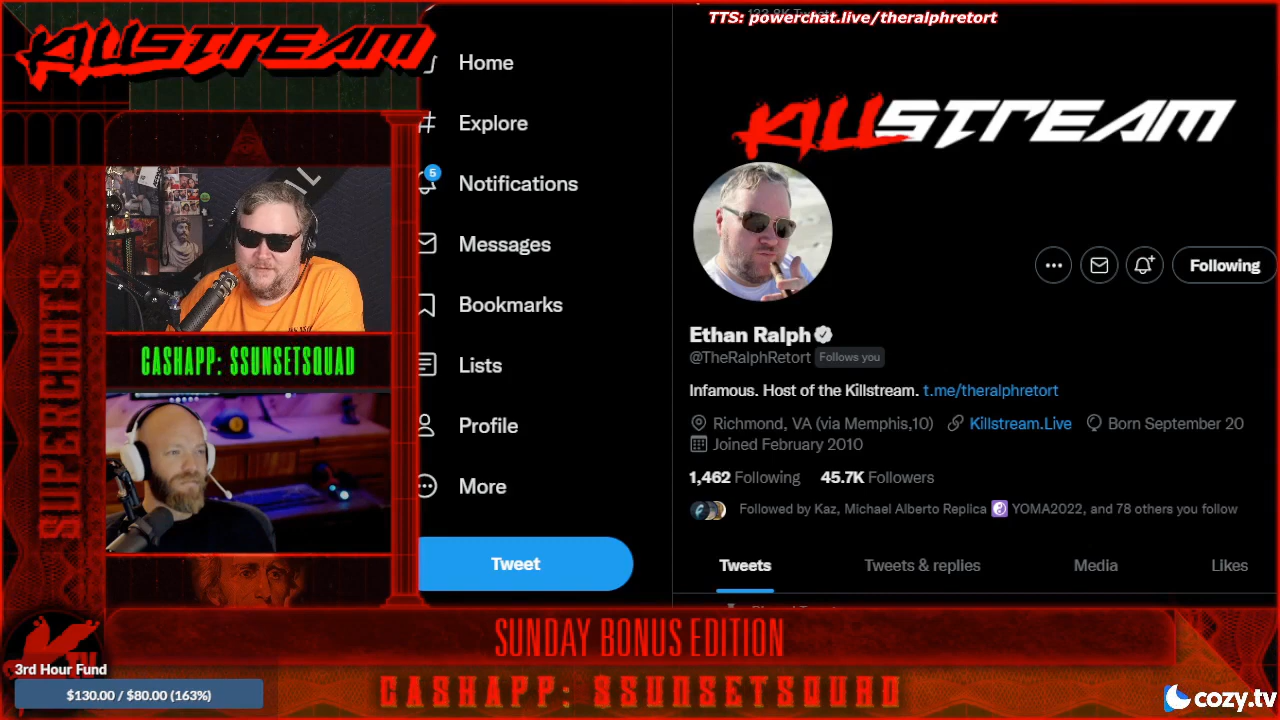 TTS: powerchat.live/theralphretort
KILLSTREAM
Home
Explore
5
Notifications
Messages
Bookmarks
Lists
Profile
More
Tweet
KILLSTREAM
Following
Ethan Ralph
@TheRalphRetort Follows you
Infamous. Host of the Killstream. t.me/theralphretort
Richmond, VA (via Memphis,10) Killstream.Live Born September 20
Joined February 2010
1,462 Following 45.7K Followers
Followed by Kaz, Michael Alberto Replica ☯ YOMA2022, and 78 others you follow
Tweets Tweets & replies Media Likes
CASHAPP: $SUNSETSQUAD
SUPERCHATS
SUNDAY BONUS EDITION
3rd Hour Fund
$130.00 / $80.00 (163%)
CASHAPP: $SUNSETSQUAD
cozy.tv